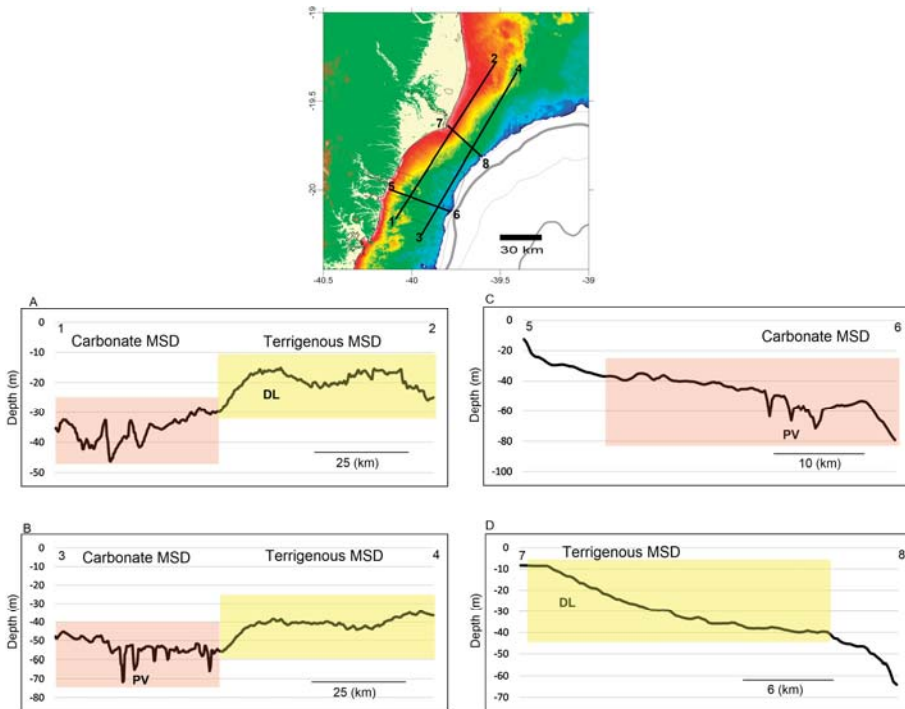 -19
-19.5
-20
-40.5
-40
-39.5
-39
2
4
7
8
5
6
1
3
30 km
A
1
2
Carbonate MSD
Terrigenous MSD
DL
25 (km)
Depth (m)
0
-10
-20
-30
-40
-50
C
5
6
Carbonate MSD
PV
10 (km)
Depth (m)
0
-20
-40
-60
-80
-100
B
3
4
Carbonate MSD
Terrigenous MSD
PV
25 (km)
Depth (m)
0
-10
-20
-30
-40
-50
-60
-70
-80
D
7
8
Terrigenous MSD
DL
6 (km)
Depth (m)
0
-10
-20
-30
-40
-50
-60
-70